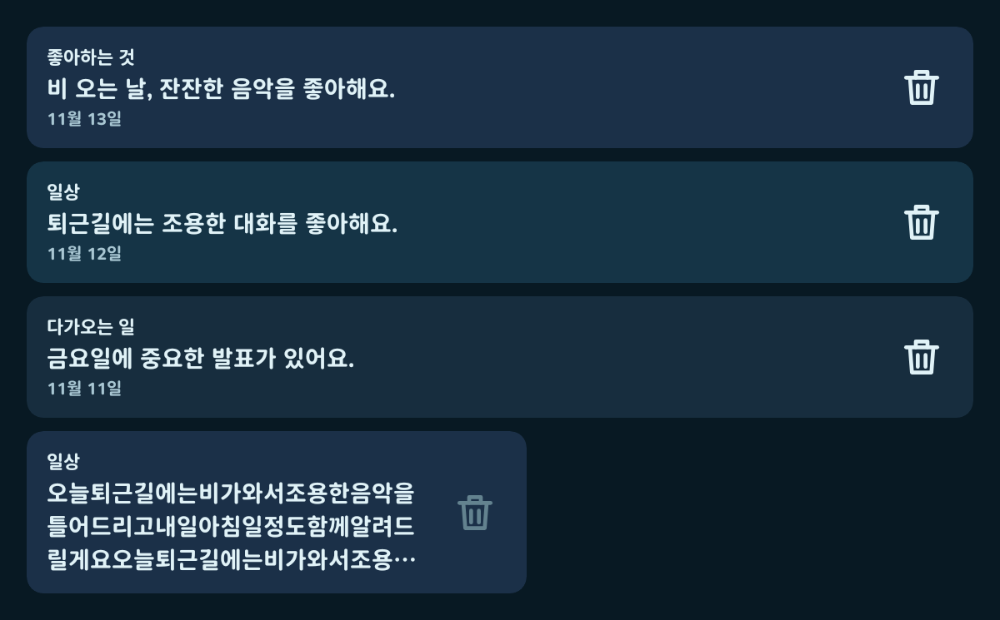 좋아하는 것
비 오는 날, 잔잔한 음악을 좋아해요.
11월 13일
일상
퇴근길에는 조용한 대화를 좋아해요.
11월 12일
다가오는 일
금요일에 중요한 발표가 있어요.
11월 11일
일상
오늘퇴근길에는비가와서조용한음악을
틀어드리고내일아침일정도함께알려드
릴게요오늘퇴근길에는비가와서조용…